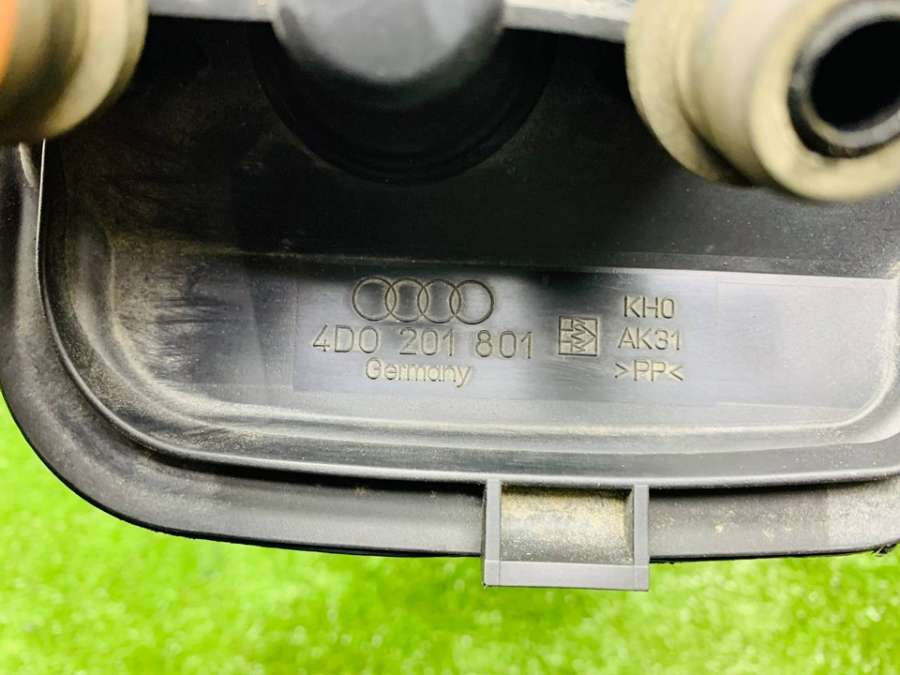 4D0 201 801
Germany
KH0
AK31
>PP<